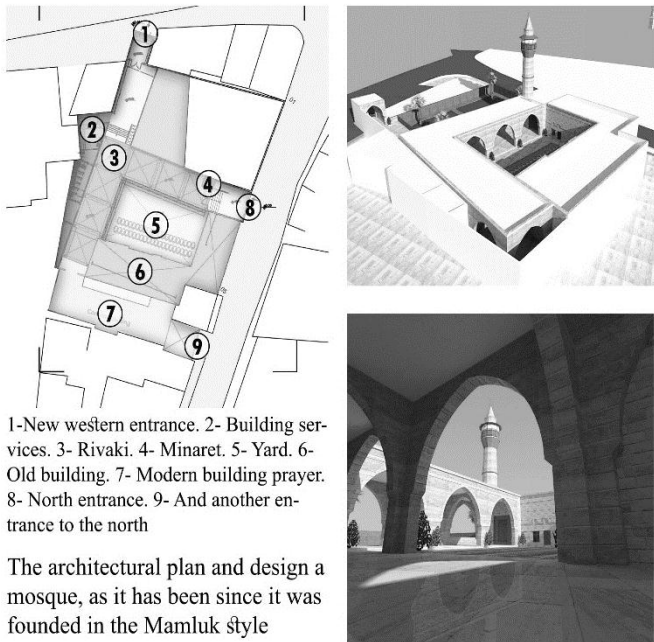 1
2
3
4
8
5
6
7
9
1-New western entrance. 2- Building ser-
vices. 3- Rivaki. 4- Minaret. 5- Yard. 6-
Old building. 7- Modern building prayer.
8- North entrance. 9- And another en-
trance to the north
The architectural plan and design a
mosque, as it has been since it was
founded in the Mamluk style